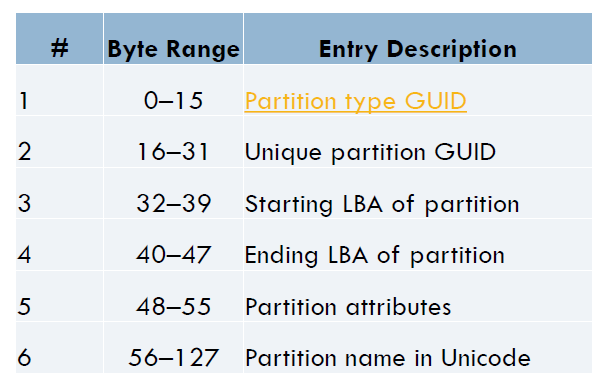 # Byte Range Entry Description
1 0–15 Partition type GUID
2 16–31 Unique partition GUID
3 32–39 Starting LBA of partition
4 40–47 Ending LBA of partition
5 48–55 Partition attributes
6 56–127 Partition name in Unicode